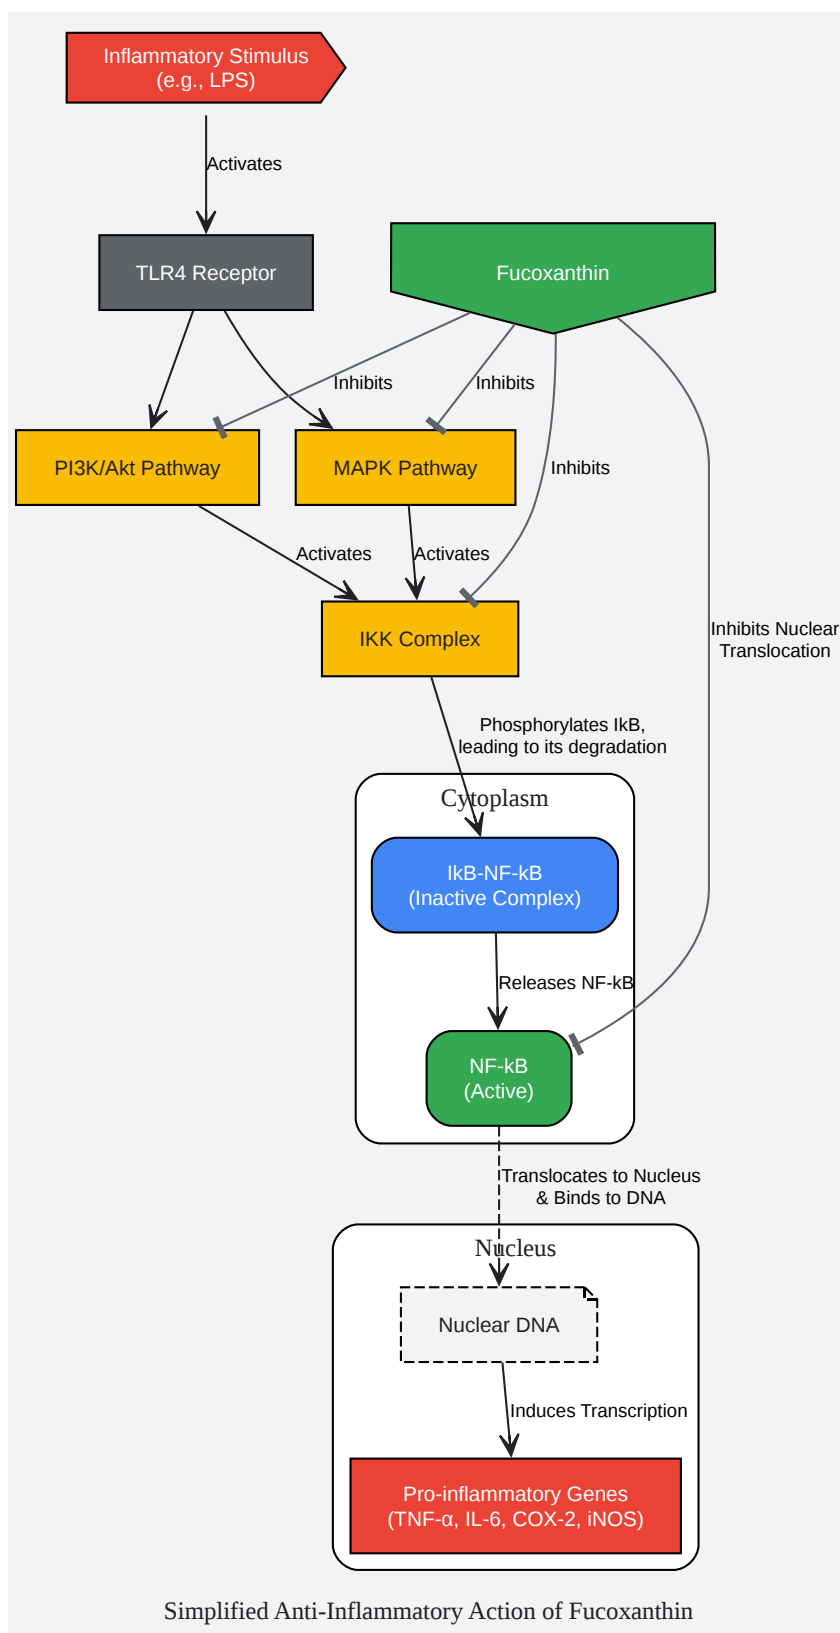 Inflammatory Stimulus
(e.g., LPS)
Activates
TLR4 Receptor
Fucoxanthin
Inhibits
Inhibits
PI3K/Akt Pathway
MAPK Pathway
Inhibits
Activates
Activates
IKK Complex
Inhibits Nuclear
Translocation
Phosphorylates IkB,
leading to its degradation
Cytoplasm
IkB-NF-kB
(Inactive Complex)
Releases NF-kB
NF-kB
(Active)
Translocates to Nucleus
& Binds to DNA
Nucleus
Nuclear DNA
Induces Transcription
Pro-inflammatory Genes
(TNF-α, IL-6, COX-2, iNOS)
Simplified Anti-Inflammatory Action of Fucoxanthin